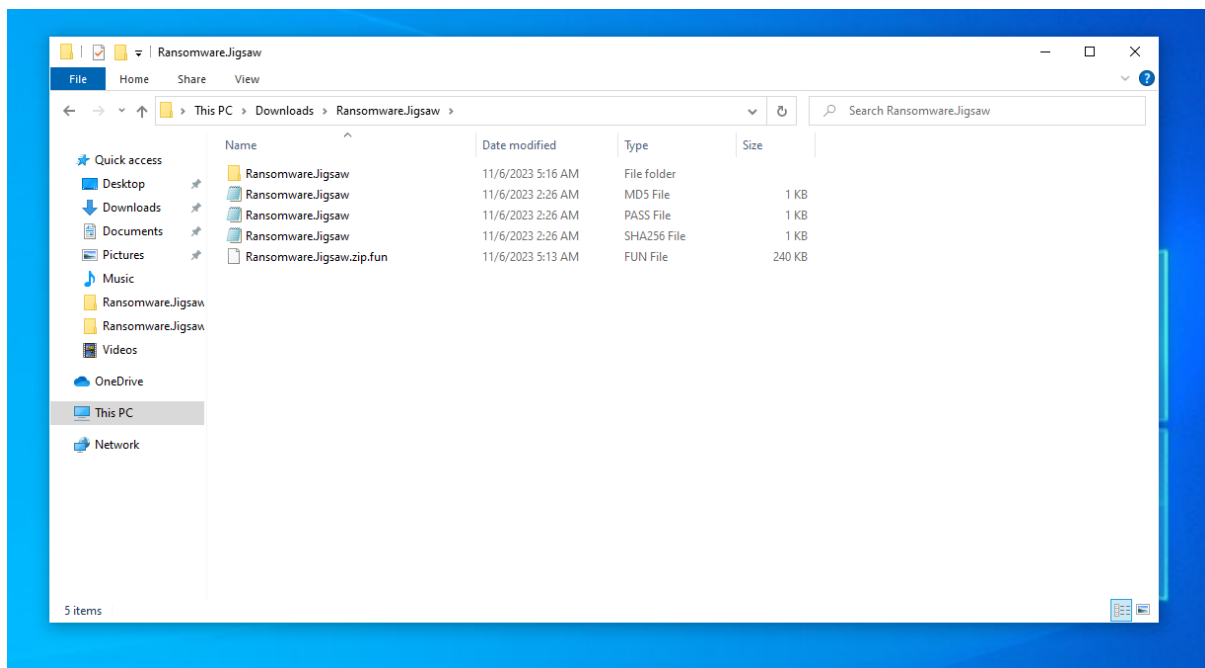 Ransomware.Jigsaw
File Home Share View
This PC > Downloads > Ransomware.Jigsaw >
Search Ransomware.Jigsaw
Name Date modified Type Size
Quick access
Desktop
Downloads
Documents
Pictures
Music
Ransomware.Jigsaw
Ransomware.Jigsaw
Videos
OneDrive
This PC
Network
Ransomware.Jigsaw 11/6/2023 5:16 AM File folder
Ransomware.Jigsaw 11/6/2023 2:26 AM MD5 File 1 KB
Ransomware.Jigsaw 11/6/2023 2:26 AM PASS File 1 KB
Ransomware.Jigsaw 11/6/2023 2:26 AM SHA256 File 1 KB
Ransomware.Jigsaw.zip.fun 11/6/2023 5:13 AM FUN File 240 KB
5 items